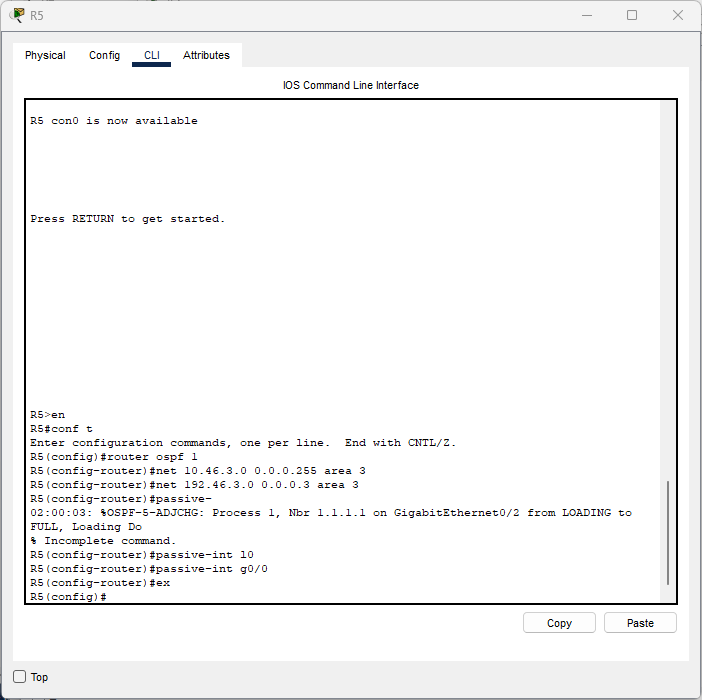 R5
Physical Config CLI Attributes
IOS Command Line Interface
R5 con0 is now available
Press RETURN to get started.
R5>en
R5#conf t
Enter configuration commands, one per line.  End with CNTL/Z.
R5(config)#router ospf 1
R5(config-router)#net 10.46.3.0 0.0.0.255 area 3
R5(config-router)#net 192.46.3.0 0.0.0.3 area 3
R5(config-router)#passive-
02:00:03: %OSPF-5-ADJCHG: Process 1, Nbr 1.1.1.1 on GigabitEthernet0/2 from LOADING to
FULL, Loading Do
% Incomplete command.
R5(config-router)#passive-int l0
R5(config-router)#passive-int g0/0
R5(config-router)#ex
R5(config)#
Copy Paste
Top